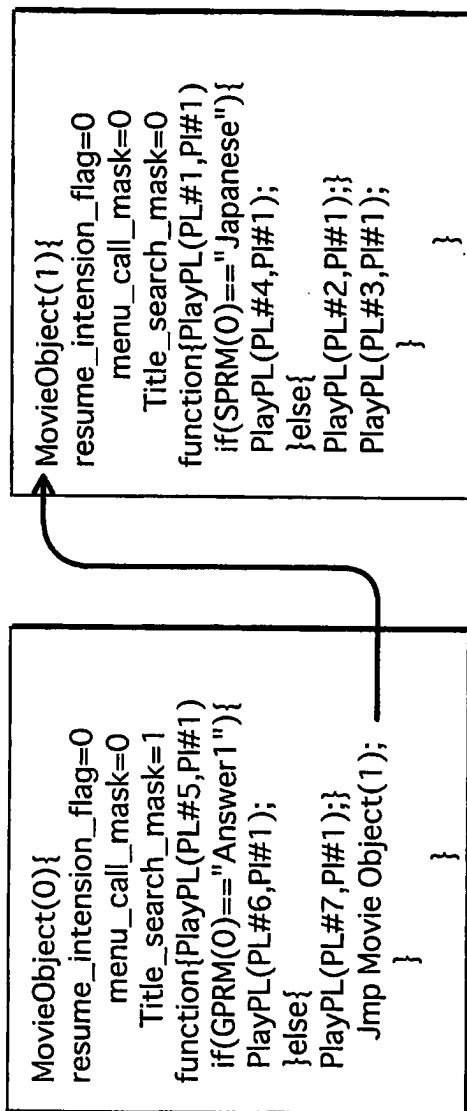 MovieObject(0){
resume_intension_flag=0
menu_call_mask=0
Title_search_mask=1
function{PlayPL(PL#5,PI#1)
if(GPRM(0)=="Answer1"){
PlayPL(PL#6,PI#1);
}else{
PlayPL(PL#7,PI#1);}
Jmp Movie Object(1);
}
MovieObject(1){
resume_intension_flag=0
menu_call_mask=0
Title_search_mask=0
function{PlayPL(PL#1,PI#1)
if(SPRM(0)=="Japanese"){
PlayPL(PL#4,PI#1);
}else{
PlayPL(PL#2,PI#1);}
PlayPL(PL#3,PI#1);
}
}